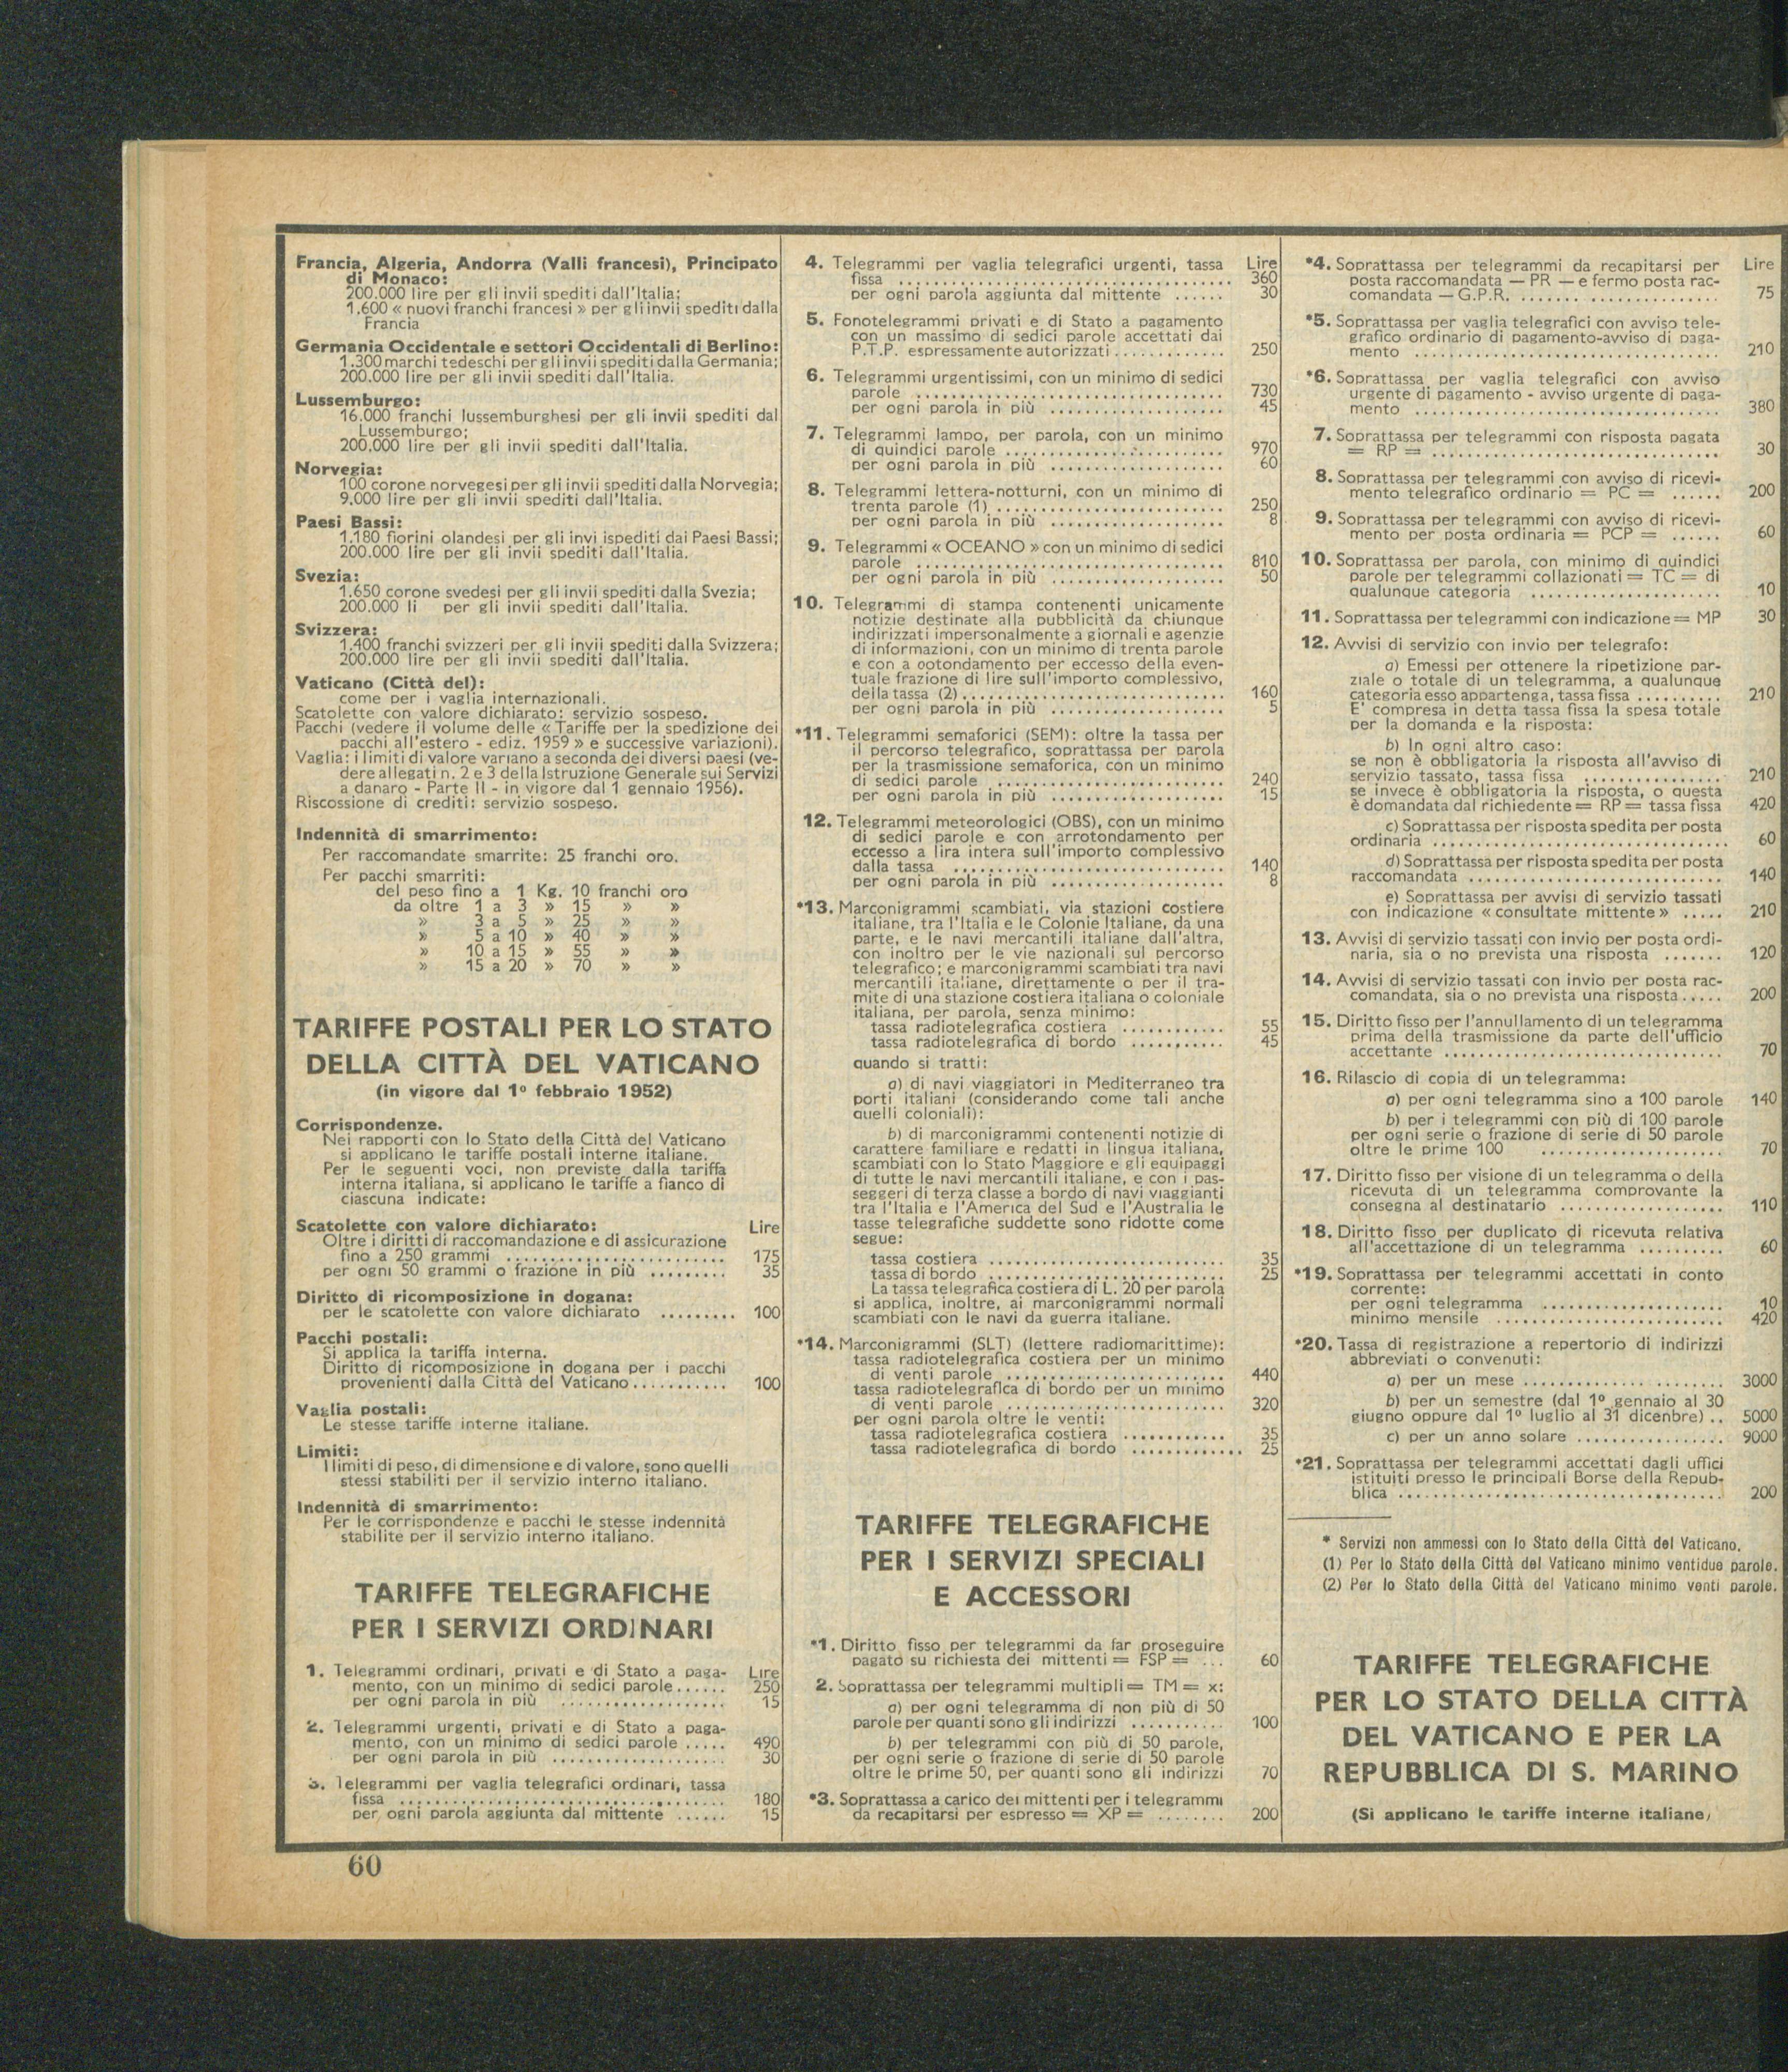 Francia, Algeria, Andorra (Valli francesi), Principato
di Monaco:
200.000 lire per gli invii spediti dall'Italia;
1.600 « nuovi franchi francesi » per gli invii spediti dalla
Francia
Germania Occidentale e settori Occidentali di Berlino:
1.300 marchi tedeschi per gli invii spediti dalla Germania;
200.000 lire per gli invii spediti dall'Italia.
Lussemburgo:
16.000 franchi lussemburghesi per gli invii spediti dal
Lussemburgo;
200.000 lire per gli invii spediti dall'Italia.
Norvegia:
100 corone norvegesi per gli invii spediti dalla Norvegia;
9.000 lire per gli invii spediti dall'Italia.
Paesi Bassi:
1.180 fiorini olandesi per gli invi ispediti dai Paesi Bassi;
200.000 lire per gli invii spediti dall'Italia.
Svezia:
1.650 corone svedesi per gli invii spediti dalla Svezia;
200.000 li per gli invii spediti dall'Italia.
Svizzera:
1.400 franchi svizzeri per gli invii spediti dalla Svizzera;
200.000 lire per gli invii spediti dall'Italia.
Vaticano (Città del):
come per i vaglia internazionali.
Scatolette con valore dichiarato: servizio sospeso.
Pacchi (vedere il volume delle « Tariffe per la spedizione dei
pacchi all'estero - ediz. 1959 » e successive variazioni).
Vaglia: i limiti di valore variano a seconda dei diversi paesi (ve-
dere allegati n. 2 e 3 della Istruzione Generale sui Servizi
a danaro - Parte II - in vigore dal 1 gennaio 1956).
Riscossione di crediti: servizio sospeso.
Indennità di smarrimento:
Per raccomandate smarrite: 25 franchi oro.
Per pacchi smarriti:
del peso fino a 1 Kg. 10 franchi oro
da oltre 1 a 3 » 15 » »
» 3 a 5 » 25 » »
» 5 a 10 » 40 » »
» 10 a 15 » 55 » »
» 15 a 20 » 70 » »
TARIFFE POSTALI PER LO STATO
DELLA CITTÀ DEL VATICANO
(in vigore dal 1º febbraio 1952)
Corrispondenze.
Nei rapporti con lo Stato della Città del Vaticano
si applicano le tariffe postali interne italiane.
Per le seguenti voci, non previste dalla tariffa
interna italiana, si applicano le tariffe a fianco di
ciascuna indicate:
Scatolette con valore dichiarato: Lire
Oltre i diritti di raccomandazione e di assicurazione
fino a 250 grammi ......................... 175
per ogni 50 grammi o frazione in più ......... 35
Diritto di ricomposizione in dogana:
per le scatolette con valore dichiarato ......... 100
Pacchi postali:
Si applica la tariffa interna.
Diritto di ricomposizione in dogana per i pacchi
provenienti dalla Città del Vaticano........... 100
Vaglia postali:
Le stesse tariffe interne italiane.
Limiti:
I limiti di peso, di dimensione e di valore, sono quelli
stessi stabiliti per il servizio interno italiano.
Indennità di smarrimento:
Per le corrispondenze e pacchi le stesse indennità
stabilite per il servizio interno italiano.
TARIFFE TELEGRAFICHE
PER I SERVIZI ORDINARI
1. Telegrammi ordinari, privati e di Stato a paga- Lire
mento, con un minimo di sedici parole...... 250
per ogni parola in più ................... 15
2. Telegrammi urgenti, privati e di Stato a paga-
mento, con un minimo di sedici parole ..... 490
per ogni parola in più .................... 30
3. Telegrammi per vaglia telegrafici ordinari, tassa
fissa ..................................... 180
per ogni parola aggiunta dal mittente ...... 15
4. Telegrammi per vaglia telegrafici urgenti, tassa Lire
fissa ...................................... 360
per ogni parola aggiunta dal mittente ...... 30
5. Fonotelegrammi privati e di Stato a pagamento
con un massimo di sedici parole accettati dai
P.T.P. espressamente autorizzati............. 250
6. Telegrammi urgentissimi, con un minimo di sedici
parole ................................... 730
per ogni parola in più .................... 45
7. Telegrammi lampo, per parola, con un minimo
di quindici parole ......................... 970
per ogni parola in più .................... 60
8. Telegrammi lettera-notturni, con un minimo di
trenta parole (1) .......................... 250
per ogni parola in più .................... 8
9. Telegrammi « OCEANO » con un minimo di sedici
parole ................................... 810
per ogni parola in più .................... 50
10. Telegrammi di stampa contenenti unicamente
notizie destinate alla pubblicità da chiunque
indirizzati impersonalmente a giornali e agenzie
di informazioni, con un minimo di trenta parole
e con a ootondamento per eccesso della even-
tuale frazione di lire sull'importo complessivo,
della tassa (2).............................. 160
per ogni parola in più .................... 5
*11. Telegrammi semaforici (SEM): oltre la tassa per
il percorso telegrafico, soprattassa per parola
per la trasmissione semaforica, con un minimo
di sedici parole .......................... 240
per ogni parola in più .................... 15
12. Telegrammi meteorologici (OBS), con un minimo
di sedici parole e con arrotondamento per
eccesso a lira intera sull'importo complessivo
dalla tassa ............................... 140
per ogni parola in più .................... 8
*13. Marconigrammi scambiati, via stazioni costiere
italiane, tra l'Italia e le Colonie Italiane, da una
parte, e le navi mercantili italiane dall'altra,
con inoltro per le vie nazionali sul percorso
telegrafico; e marconigrammi scambiati tra navi
mercantili italiane, direttamente o per il tra-
mite di una stazione costiera italiana o coloniale
italiana, per parola, senza minimo:
tassa radiotelegrafica costiera ............ 55
tassa radiotelegrafica di bordo ........... 45
quando si tratti:
a) di navi viaggiatori in Mediterraneo tra
porti italiani (considerando come tali anche
quelli coloniali):
b) di marconigrammi contenenti notizie di
carattere familiare e redatti in lingua italiana,
scambiati con lo Stato Maggiore e gli equipaggi
di tutte le navi mercantili italiane, e con i pas-
seggeri di terza classe a bordo di navi viaggianti
tra l'Italia e l'America del Sud e l'Australia le
tasse telegrafiche suddette sono ridotte come
segue:
tassa costiera ........................... 35
tassa di bordo ........................... 25
La tassa telegrafica costiera di L. 20 per parola
si applica, inoltre, ai marconigrammi normali
scambiati con le navi da guerra italiane.
*14. Marconigrammi (SLT) (lettere radiomarittime):
tassa radiotelegrafica costiera per un minimo
di venti parole ......................... 440
tassa radiotelegrafica di bordo per un minimo
di venti parole ......................... 320
per ogni parola oltre le venti:
tassa radiotelegrafica costiera ............ 35
tassa radiotelegrafica di bordo ............. 25
TARIFFE TELEGRAFICHE
PER I SERVIZI SPECIALI
E ACCESSORI
*1. Diritto fisso per telegrammi da far proseguire
pagato su richiesta dei mittenti = FSP = ... 60
2. Soprattassa per telegrammi multipli = TM = x:
a) per ogni telegramma di non più di 50
parole per quanti sono gli indirizzi ........... 100
b) per telegrammi con più di 50 parole,
per ogni serie o frazione di serie di 50 parole
oltre le prime 50, per quanti sono gli indirizzi 70
*3. Soprattassa a carico dei mittenti per i telegrammi
da recapitarsi per espresso = XP = ........ 200
*4. Soprattassa per telegrammi da recapitarsi per Lire
posta raccomandata — PR — e fermo posta rac-
comandata — G.P.R. ....... ............... 75
*5. Soprattassa per vaglia telegrafici con avviso tele-
grafico ordinario di pagamento-avviso di paga-
mento ................................... 210
*6. Soprattassa per vaglia telegrafici con avviso
urgente di pagamento - avviso urgente di paga-
mento ................................... 380
7. Soprattassa per telegrammi con risposta pagata
= RP = ................................. 30
8. Soprattassa per telegrammi con avviso di ricevi-
mento telegrafico ordinario = PC = ...... 200
9. Soprattassa per telegrammi con avviso di ricevi-
mento per posta ordinaria = PCP = ...... 60
10. Soprattassa per parola, con minimo di quindici
parole per telegrammi collazionati = TC = di
qualunque categoria ...................... 10
11. Soprattassa per telegrammi con indicazione = MP 30
12. Avvisi di servizio con invio per telegrafo:
a) Emessi per ottenere la ripetizione par-
ziale o totale di un telegramma, a qualunque
categoria esso appartenga, tassa fissa .......... 210
E' compresa in detta tassa fissa la spesa totale
per la domanda e la risposta:
b) In ogni altro caso:
se non è obbligatoria la risposta all'avviso di
servizio tassato, tassa fissa ................ 210
se invece è obbligatoria la risposta, o questa
è domandata dal richiedente = RP = tassa fissa 420
c) Soprattassa per risposta spedita per posta
ordinaria .................................. 60
d) Soprattassa per risposta spedita per posta
raccomandata ............................. 140
e) Soprattassa per avvisi di servizio tassati
con indicazione « consultate mittente » ..... 210
13. Avvisi di servizio tassati con invio per posta ordi-
naria, sia o no prevista una risposta ....... 120
14. Avvisi di servizio tassati con invio per posta rac-
comandata, sia o no prevista una risposta..... 200
15. Diritto fisso per l'annullamento di un telegramma
prima della trasmissione da parte dell'ufficio
accettante ................................ 70
16. Rilascio di copia di un telegramma:
a) per ogni telegramma sino a 100 parole 140
b) per i telegrammi con più di 100 parole
per ogni serie o frazione di serie di 50 parole
oltre le prime 100 ..................... 70
17. Diritto fisso per visione di un telegramma o della
ricevuta di un telegramma comprovante la
consegna al destinatario ................... 110
18. Diritto fisso per duplicato di ricevuta relativa
all'accettazione di un telegramma .......... 60
*19. Soprattassa per telegrammi accettati in conto
corrente:
per ogni telegramma ..................... 10
minimo mensile .......................... 420
*20. Tassa di registrazione a repertorio di indirizzi
abbreviati o convenuti:
a) per un mese ....................... 3000
b) per un semestre (dal 1º gennaio al 30
giugno oppure dal 1º luglio al 31 dicenbre) .. 5000
c) per un anno solare ................. 9000
*21. Soprattassa per telegrammi accettati dagli uffici
istituiti presso le principali Borse della Repub-
blica ..................................... 200
* Servizi non ammessi con lo Stato della Città del Vaticano.
(1) Per lo Stato della Città del Vaticano minimo ventidue parole.
(2) Per lo Stato della Città del Vaticano minimo venti parole.
TARIFFE TELEGRAFICHE
PER LO STATO DELLA CITTÀ
DEL VATICANO E PER LA
REPUBBLICA DI S. MARINO
(Si applicano le tariffe interne italiane)
60